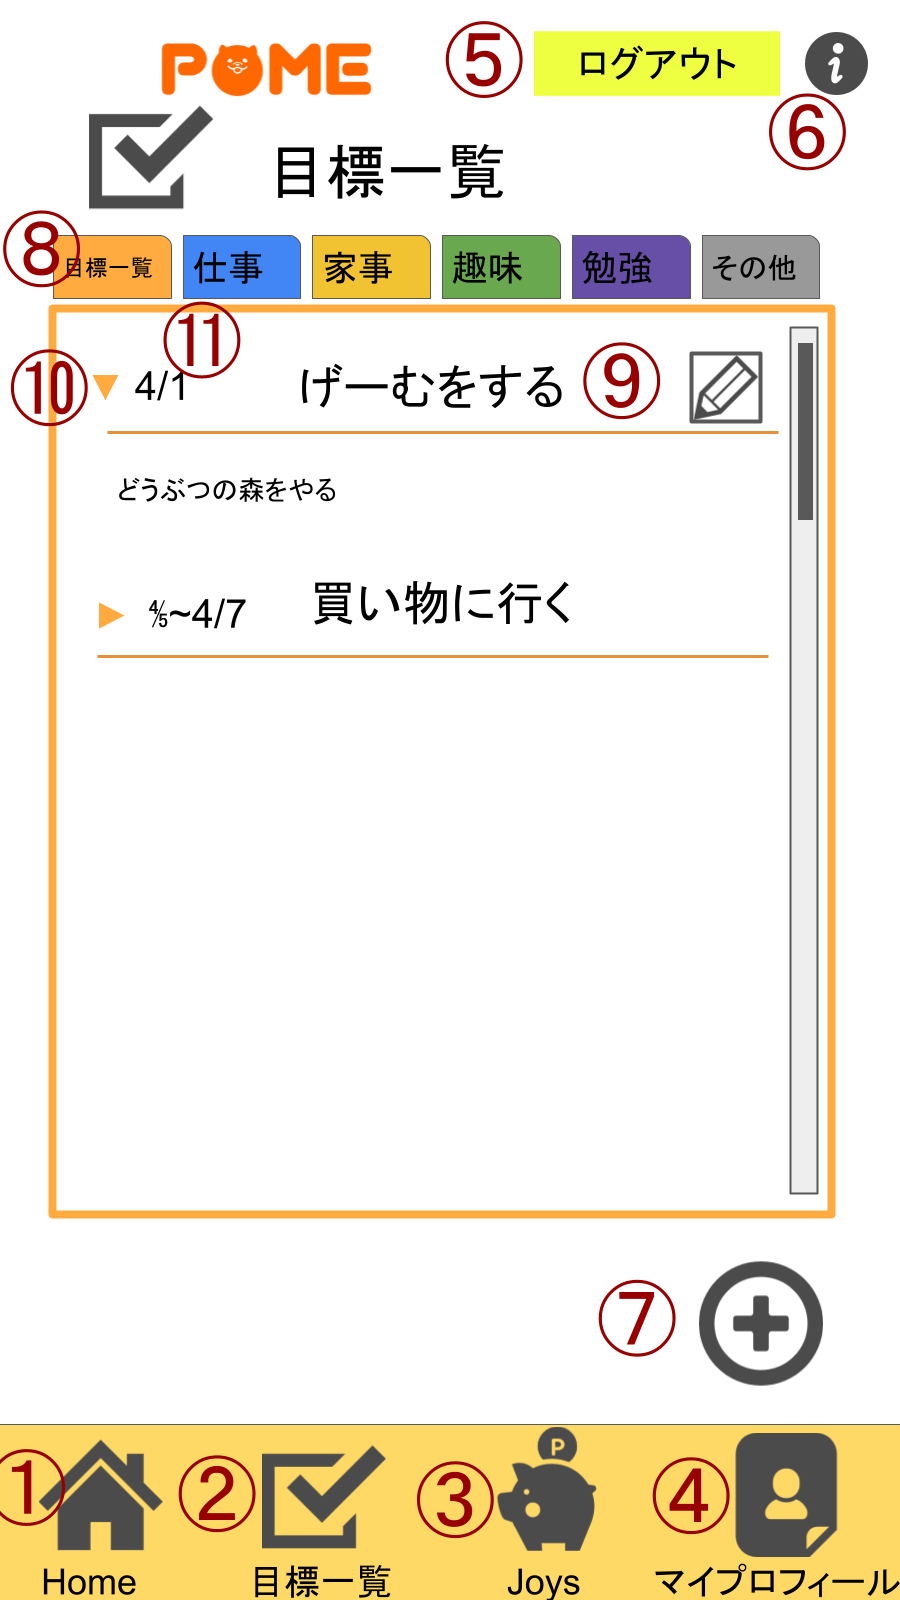 POME ⑤ ログアウト i
⑥
目標一覧
⑧ 目標一覧 仕事 家事 趣味 勉強 その他
⑪
⑩ 4/1 げーむをする ⑨
どうぶつの森をやる
⅘~4/7 買い物に行く
⑦
① ② ③ P ④
Home 目標一覧 Joys マイプロフィール